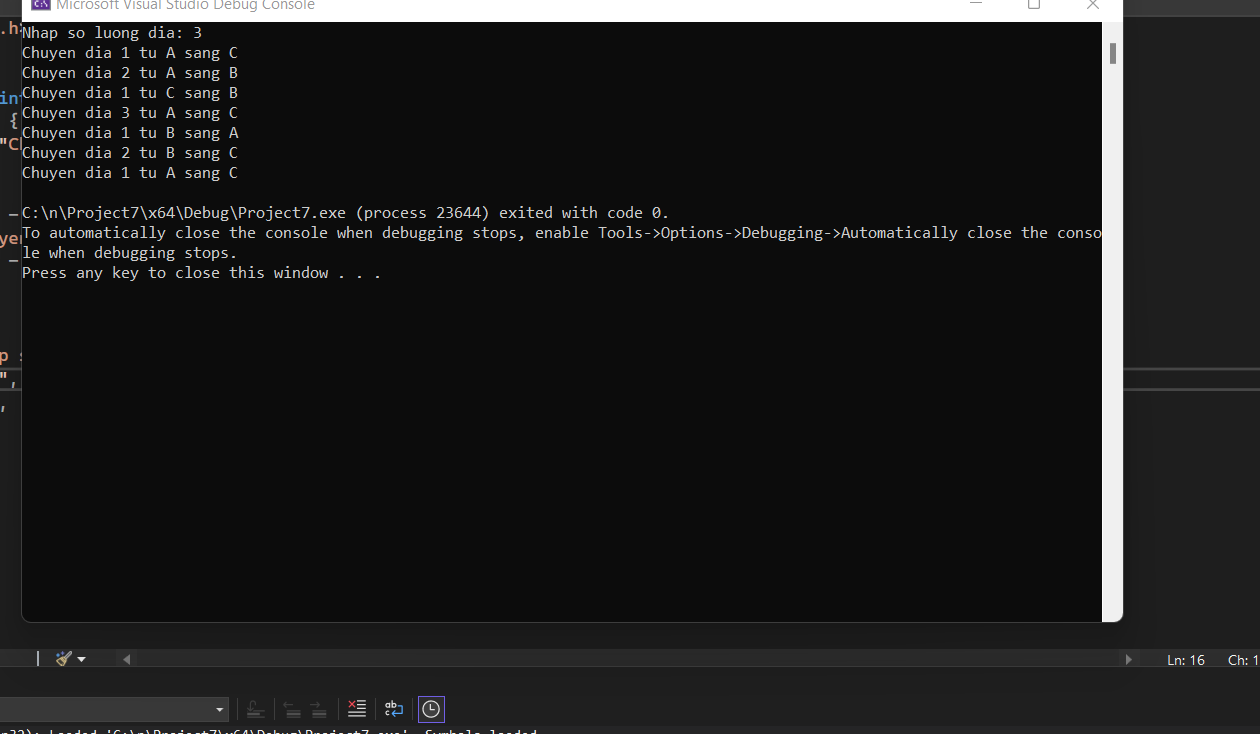 Microsoft Visual Studio Debug Console
Nhap so luong dia: 3
Chuyen dia 1 tu A sang C
Chuyen dia 2 tu A sang B
Chuyen dia 1 tu C sang B
Chuyen dia 3 tu A sang C
Chuyen dia 1 tu B sang A
Chuyen dia 2 tu B sang C
Chuyen dia 1 tu A sang C
C:\n\Project7\x64\Debug\Project7.exe (process 23644) exited with code 0.
To automatically close the console when debugging stops, enable Tools->Options->Debugging->Automatically close the conso
le when debugging stops.
Press any key to close this window . . .
Ln: 16 Ch: 1
Loaded 'C:\n\Project7\x64\Debug\Project7.exe'. Symbols loaded.